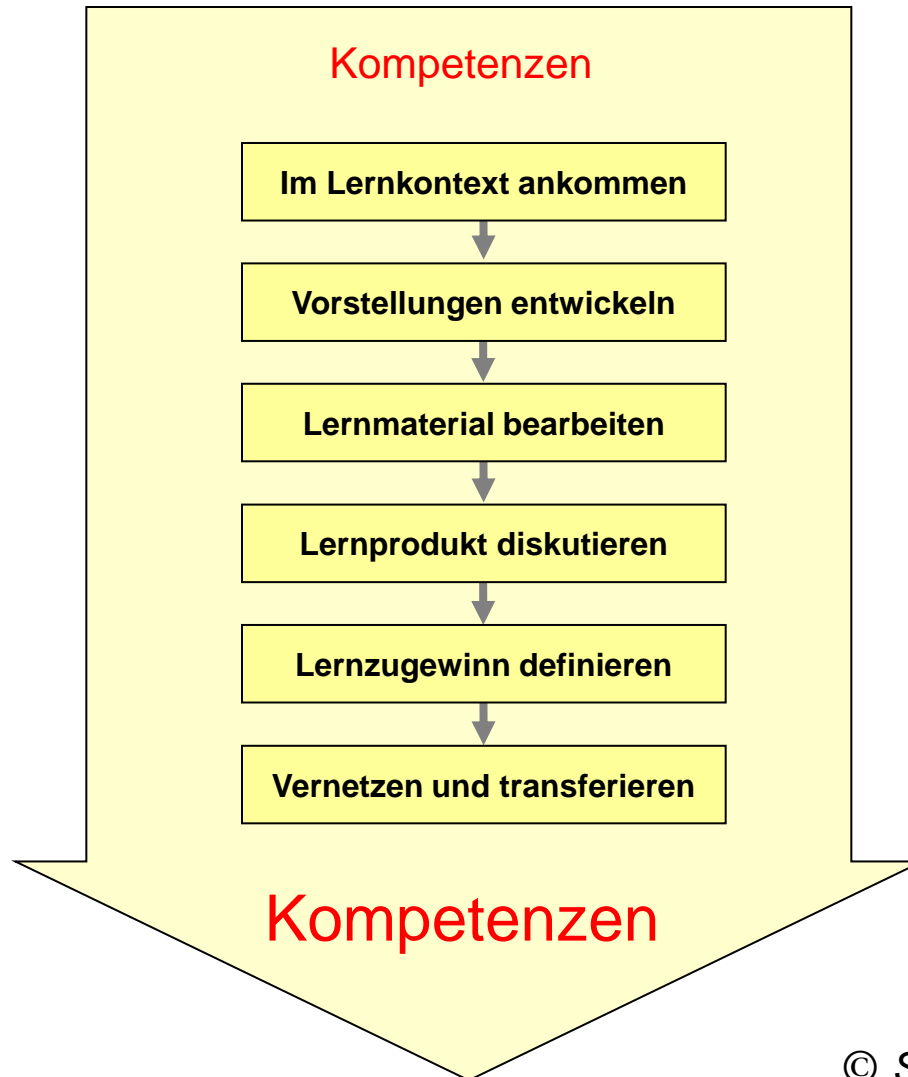 Kompetenzen
Im Lernkontext ankommen
Vorstellungen entwickeln
Lernmaterial bearbeiten
Lernprodukt diskutieren
Lernzugewinn definieren
Vernetzen und transferieren
Kompetenzen
©